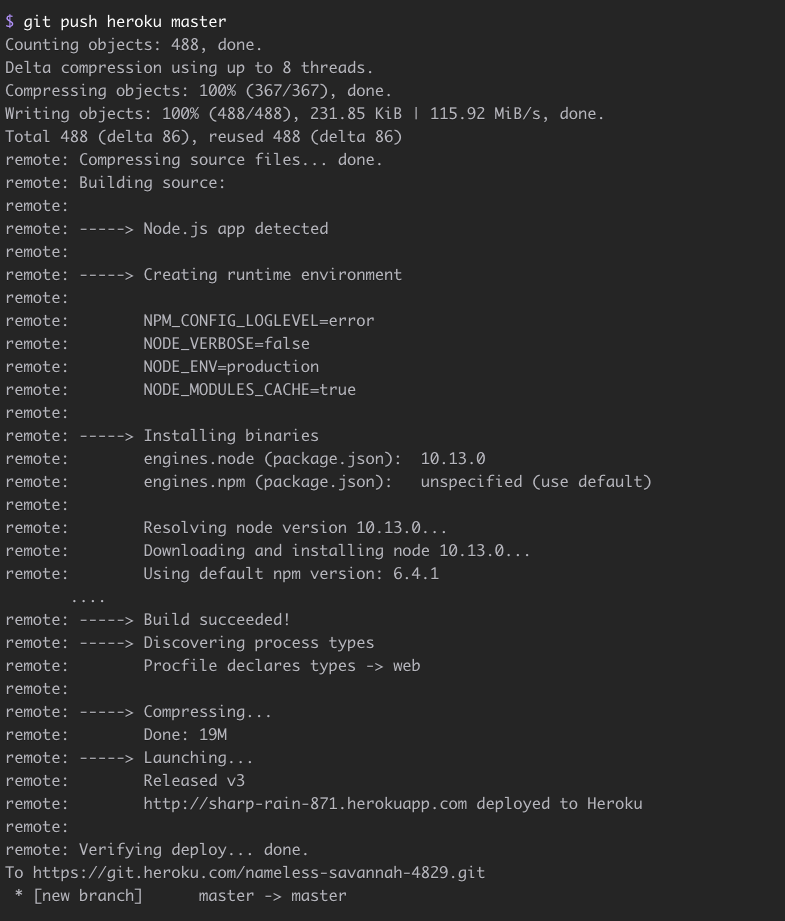 $ git push heroku master
Counting objects: 488, done.
Delta compression using up to 8 threads.
Compressing objects: 100% (367/367), done.
Writing objects: 100% (488/488), 231.85 KiB | 115.92 MiB/s, done.
Total 488 (delta 86), reused 488 (delta 86)
remote: Compressing source files... done.
remote: Building source:
remote:
remote: -----> Node.js app detected
remote:
remote: -----> Creating runtime environment
remote:
remote:        NPM_CONFIG_LOGLEVEL=error
remote:        NODE_VERBOSE=false
remote:        NODE_ENV=production
remote:        NODE_MODULES_CACHE=true
remote:
remote: -----> Installing binaries
remote:        engines.node (package.json):  10.13.0
remote:        engines.npm (package.json):   unspecified (use default)
remote:
remote:        Resolving node version 10.13.0...
remote:        Downloading and installing node 10.13.0...
remote:        Using default npm version: 6.4.1
       ....
remote: -----> Build succeeded!
remote: -----> Discovering process types
remote:        Procfile declares types -> web
remote:
remote: -----> Compressing...
remote:        Done: 19M
remote: -----> Launching...
remote:        Released v3
remote:        http://sharp-rain-871.herokuapp.com deployed to Heroku
remote:
remote: Verifying deploy... done.
To https://git.heroku.com/nameless-savannah-4829.git
 * [new branch]      master -> master